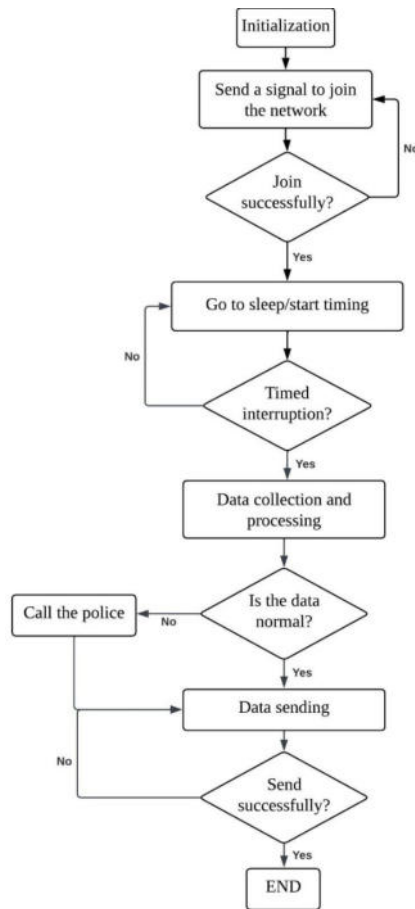 Initialization
Send a signal to join
the network
No
Join
successfully?
Yes
Go to sleep/start timing
No
Timed
interruption?
Yes
Data collection and
processing
Call the police
No
Is the data
normal?
Yes
Data sending
No
Send
successfully?
Yes
END